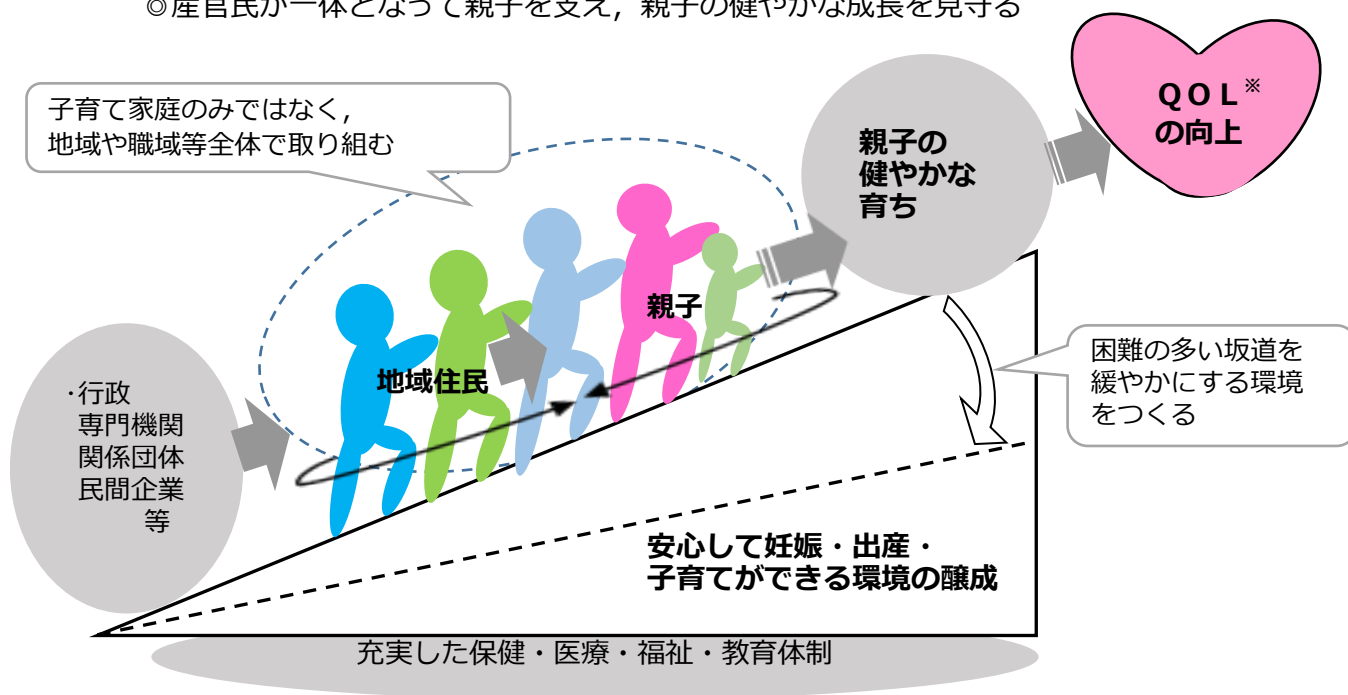 ◎産官民が一体となって親子を支え，親子の健やかな成長を見守る
ＱＯＬ※
の向上
子育て家庭のみではなく，
地域や職域等全体で取り組む
親子の
健やかな
育ち
親子
地域住民
困難の多い坂道を
緩やかにする環境
をつくる
・行政
専門機関
関係団体
民間企業
等
安心して妊娠・出産・
子育てができる環境の醸成
充実した保健・医療・福祉・教育体制